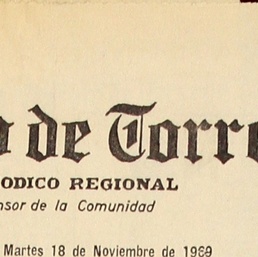 de Torre
ODICO REGIONAL
nsor de la Comunidad
Martes 18 de Noviembre de 1969